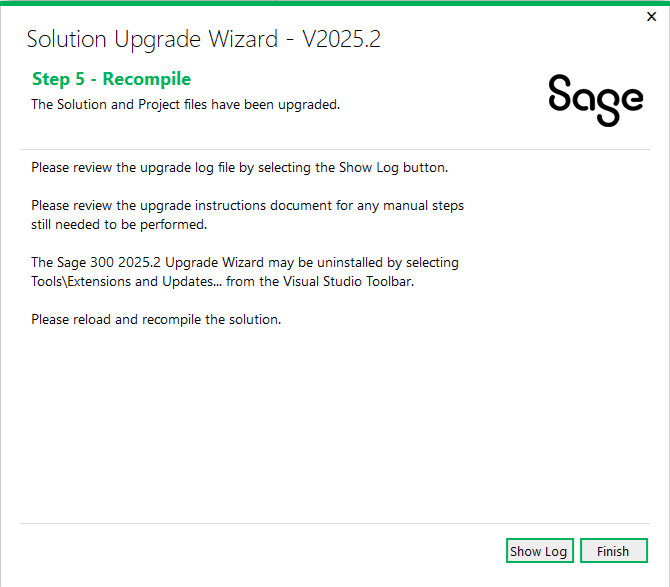 Solution Upgrade Wizard - V2025.2
Step 5 - Recompile
The Solution and Project files have been upgraded.
Sage
Please review the upgrade log file by selecting the Show Log button.
Please review the upgrade instructions document for any manual steps
still needed to be performed.
The Sage 300 2025.2 Upgrade Wizard may be uninstalled by selecting
Tools\Extensions and Updates... from the Visual Studio Toolbar.
Please reload and recompile the solution.
Show Log
Finish